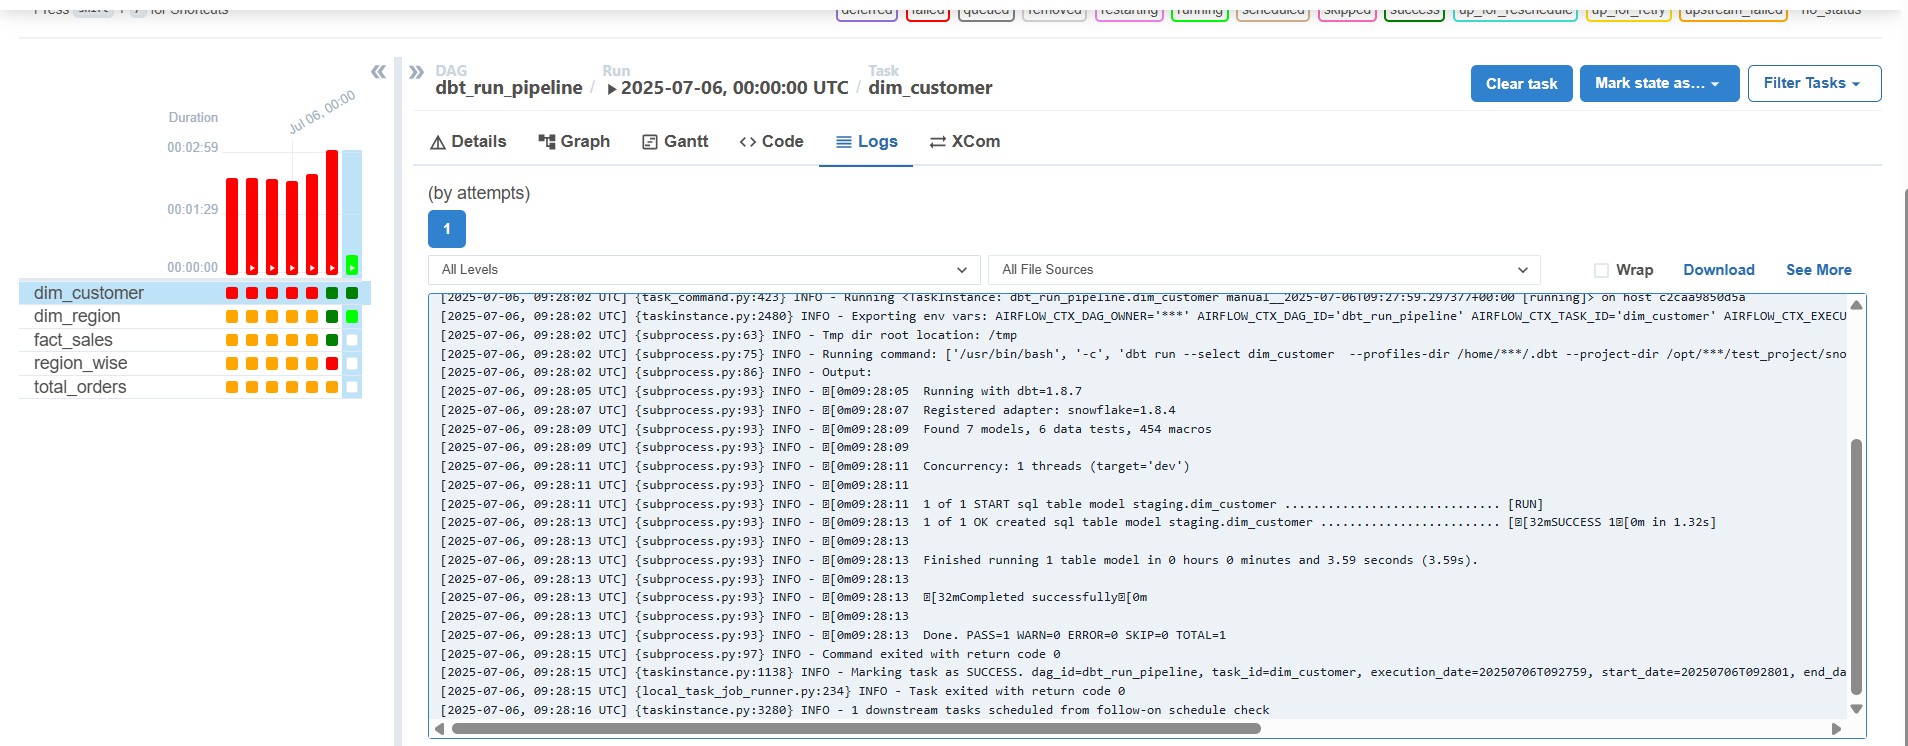 Press shift + / for Shortcuts
deferred failed queued removed restarting running scheduled skipped success up_for_reschedule up_for_retry upstream_failed no_status
DAG
dbt_run_pipeline
/
Run
2025-07-06, 00:00:00 UTC
/
Task
dim_customer
Clear task
Mark state as...
Filter Tasks
Duration
Jul 06, 00:00
00:02:59
00:01:29
00:00:00
dim_customer
dim_region
fact_sales
region_wise
total_orders
Details
Graph
Gantt
Code
Logs
XCom
(by attempts)
1
All Levels
All File Sources
Wrap
Download
See More
[2025-07-06, 09:28:02 UTC] {task_command.py:423} INFO - Running <TaskInstance: dbt_run_pipeline.dim_customer manual__2025-07-06T09:27:59.297377+00:00 [running]> on host c2caa9850d5a
[2025-07-06, 09:28:02 UTC] {taskinstance.py:2480} INFO - Exporting env vars: AIRFLOW_CTX_DAG_OWNER='***' AIRFLOW_CTX_DAG_ID='dbt_run_pipeline' AIRFLOW_CTX_TASK_ID='dim_customer' AIRFLOW_CTX_EXECU
[2025-07-06, 09:28:02 UTC] {subprocess.py:63} INFO - Tmp dir root location: /tmp
[2025-07-06, 09:28:02 UTC] {subprocess.py:75} INFO - Running command: ['/usr/bin/bash', '-c', 'dbt run --select dim_customer  --profiles-dir /home/***/.dbt --project-dir /opt/***/test_project/sno
[2025-07-06, 09:28:02 UTC] {subprocess.py:86} INFO - Output:
[2025-07-06, 09:28:05 UTC] {subprocess.py:93} INFO - [0m09:28:05  Running with dbt=1.8.7
[2025-07-06, 09:28:07 UTC] {subprocess.py:93} INFO - [0m09:28:07  Registered adapter: snowflake=1.8.4
[2025-07-06, 09:28:09 UTC] {subprocess.py:93} INFO - [0m09:28:09  Found 7 models, 6 data tests, 454 macros
[2025-07-06, 09:28:09 UTC] {subprocess.py:93} INFO - [0m09:28:09
[2025-07-06, 09:28:11 UTC] {subprocess.py:93} INFO - [0m09:28:11  Concurrency: 1 threads (target='dev')
[2025-07-06, 09:28:11 UTC] {subprocess.py:93} INFO - [0m09:28:11
[2025-07-06, 09:28:11 UTC] {subprocess.py:93} INFO - [0m09:28:11  1 of 1 START sql table model staging.dim_customer .............................. [RUN]
[2025-07-06, 09:28:13 UTC] {subprocess.py:93} INFO - [0m09:28:13  1 of 1 OK created sql table model staging.dim_customer ......................... [[32mSUCCESS 1[0m in 1.32s]
[2025-07-06, 09:28:13 UTC] {subprocess.py:93} INFO - [0m09:28:13
[2025-07-06, 09:28:13 UTC] {subprocess.py:93} INFO - [0m09:28:13  Finished running 1 table model in 0 hours 0 minutes and 3.59 seconds (3.59s).
[2025-07-06, 09:28:13 UTC] {subprocess.py:93} INFO - [0m09:28:13
[2025-07-06, 09:28:13 UTC] {subprocess.py:93} INFO - [0m09:28:13  [32mCompleted successfully[0m
[2025-07-06, 09:28:13 UTC] {subprocess.py:93} INFO - [0m09:28:13
[2025-07-06, 09:28:13 UTC] {subprocess.py:93} INFO - [0m09:28:13  Done. PASS=1 WARN=0 ERROR=0 SKIP=0 TOTAL=1
[2025-07-06, 09:28:15 UTC] {subprocess.py:97} INFO - Command exited with return code 0
[2025-07-06, 09:28:15 UTC] {taskinstance.py:1138} INFO - Marking task as SUCCESS. dag_id=dbt_run_pipeline, task_id=dim_customer, execution_date=20250706T092759, start_date=20250706T092801, end_da
[2025-07-06, 09:28:15 UTC] {local_task_job_runner.py:234} INFO - Task exited with return code 0
[2025-07-06, 09:28:16 UTC] {taskinstance.py:3280} INFO - 1 downstream tasks scheduled from follow-on schedule check